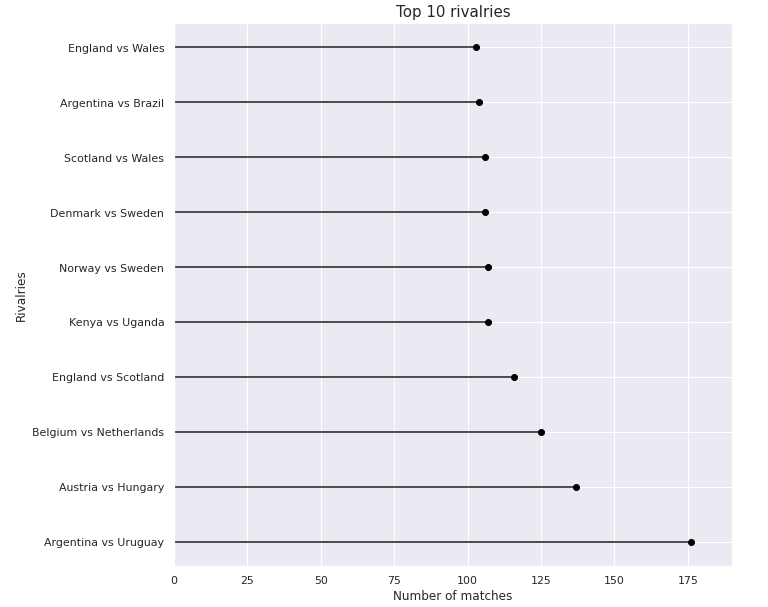 Top 10 rivalries
England vs Wales
Argentina vs Brazil
Scotland vs Wales
Denmark vs Sweden
Norway vs Sweden
Kenya vs Uganda
England vs Scotland
Belgium vs Netherlands
Austria vs Hungary
Argentina vs Uruguay
Rivalries
0 25 50 75 100 125 150 175
Number of matches